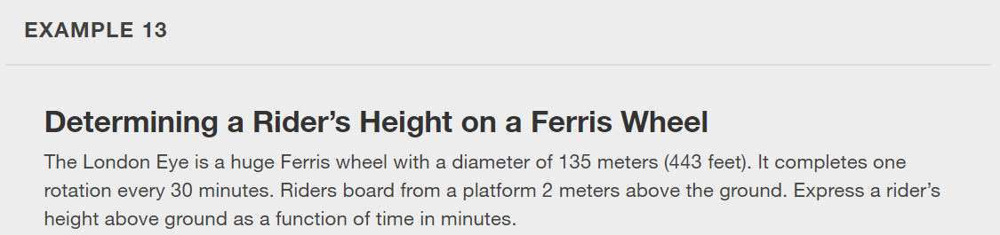 EXAMPLE 13
Determining a Rider’s Height on a Ferris Wheel
The London Eye is a huge Ferris wheel with a diameter of 135 meters (443 feet). It completes one
rotation every 30 minutes. Riders board from a platform 2 meters above the ground. Express a rider’s
height above ground as a function of time in minutes.